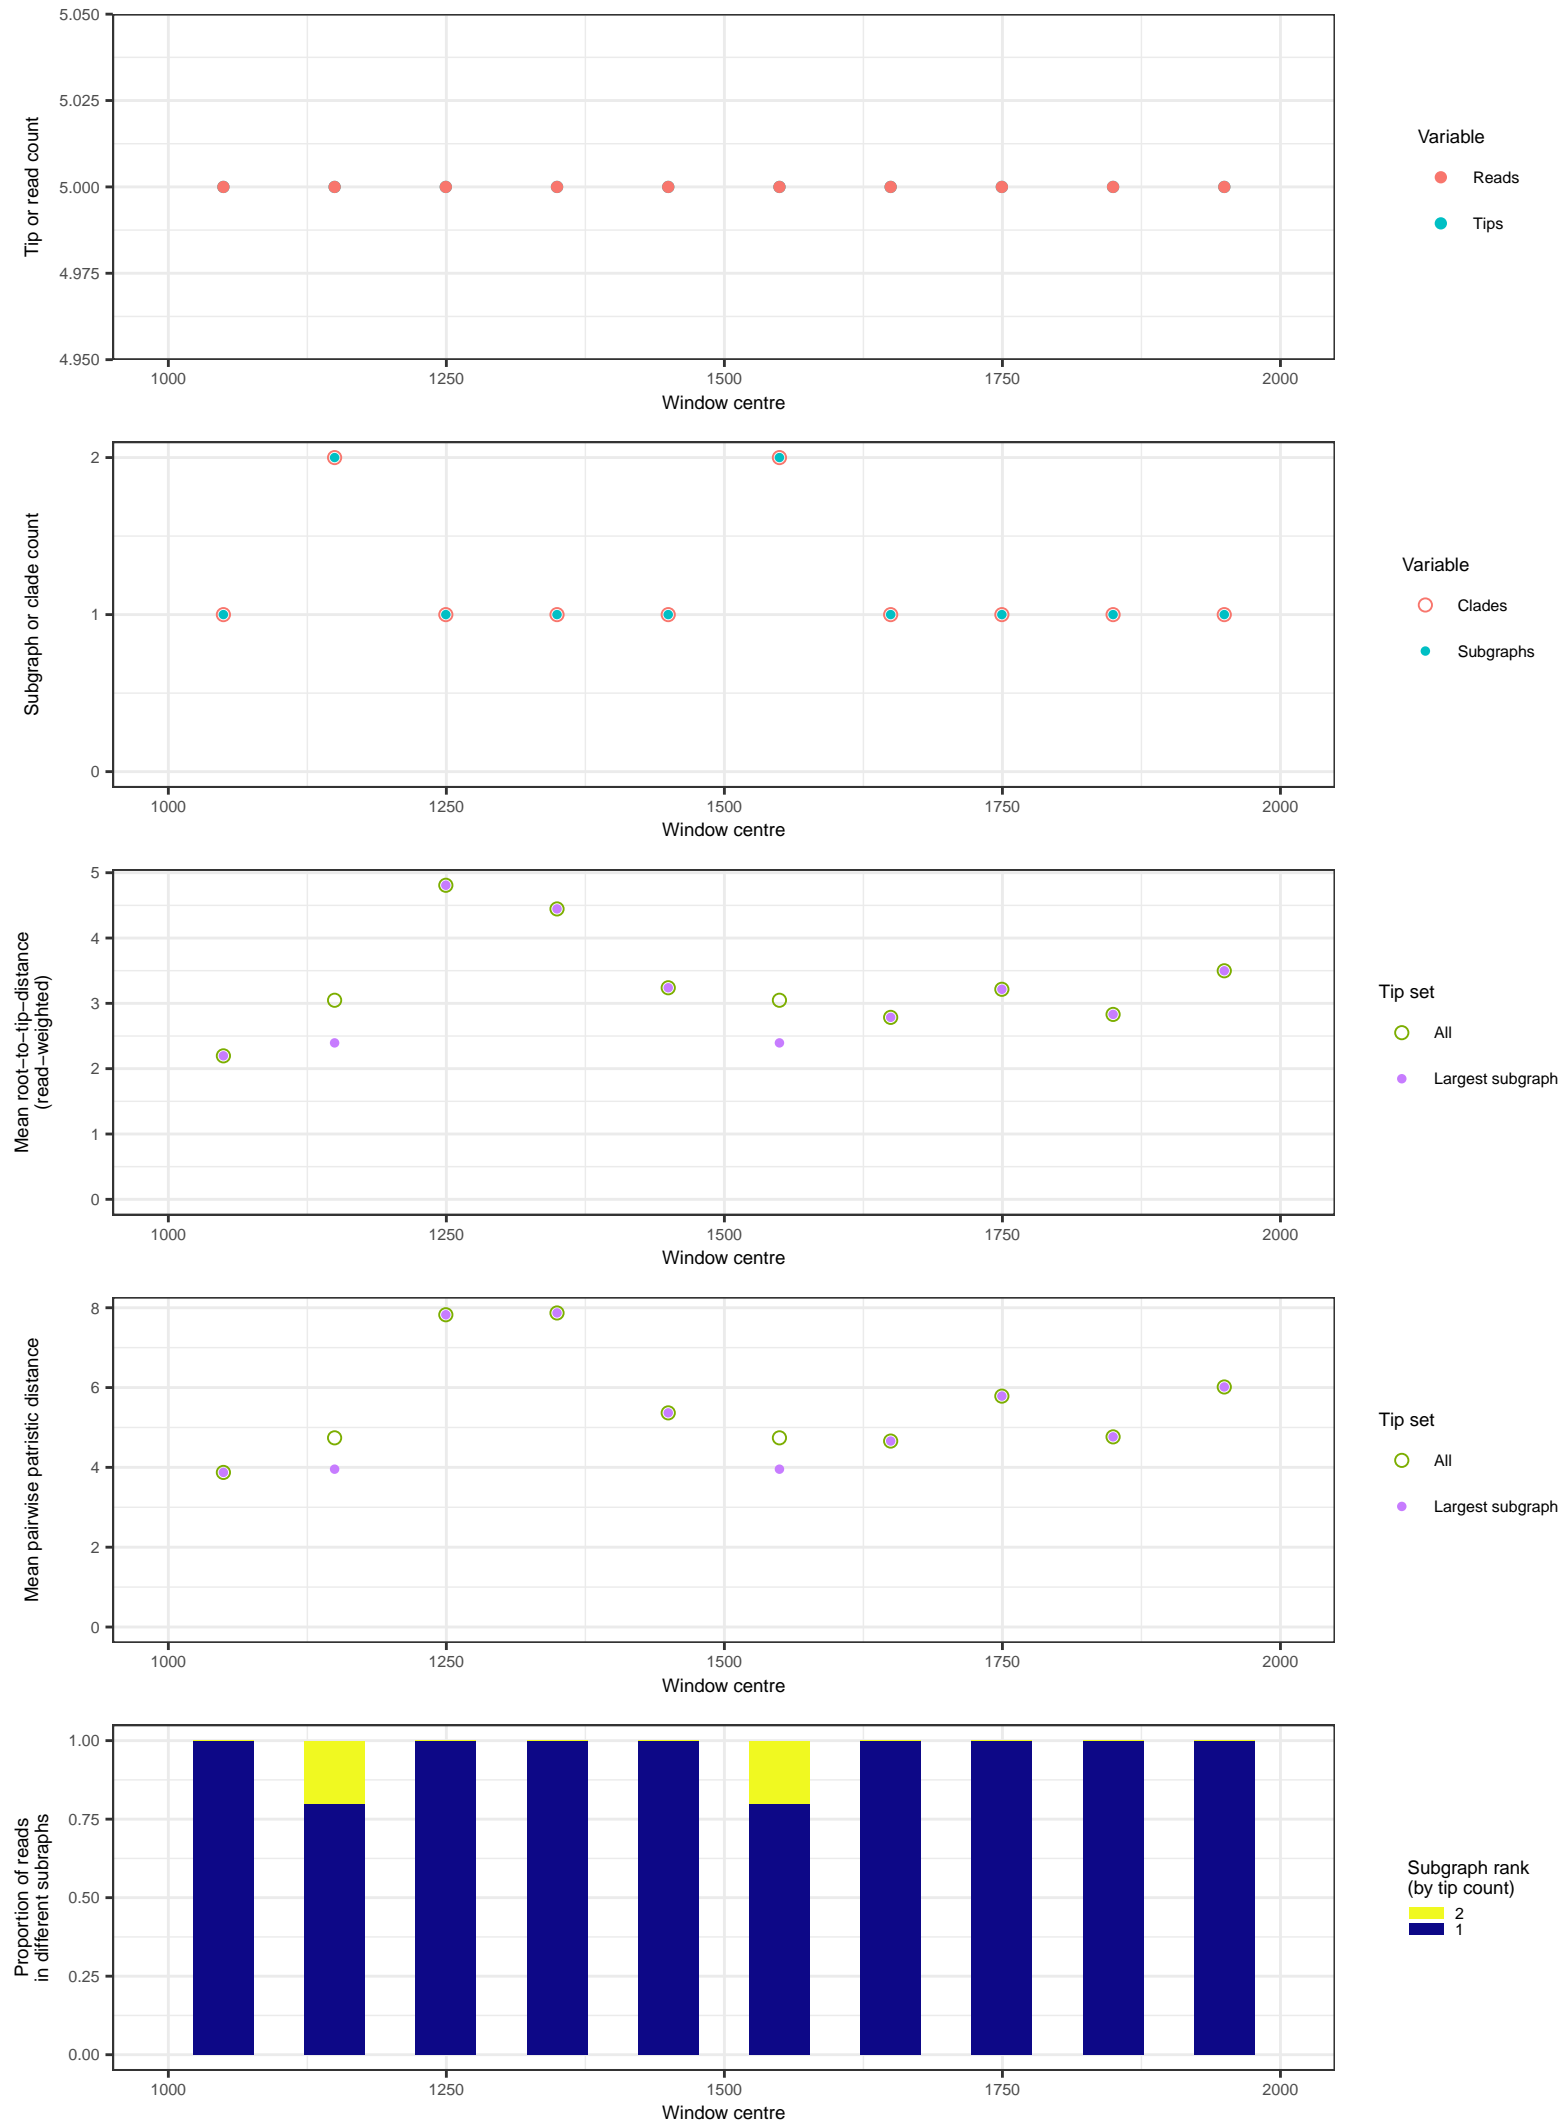 5.050
5.025
5.000
4.975
4.950
Tip or read count
1000 1250 1500 1750 2000
Window centre
Variable
Reads
Tips
2
1
0
Subgraph or clade count
1000 1250 1500 1750 2000
Window centre
Variable
Clades
Subgraphs
5
4
3
2
1
0
Mean root−to−tip−distance
(read−weighted)
1000 1250 1500 1750 2000
Window centre
Tip set
All
Largest subgraph
8
6
4
2
0
Mean pairwise patristic distance
1000 1250 1500 1750 2000
Window centre
Tip set
All
Largest subgraph
1.00
0.75
0.50
0.25
0.00
Proportion of reads
in different subraphs
1000 1250 1500 1750 2000
Window centre
Subgraph rank
(by tip count)
2
1